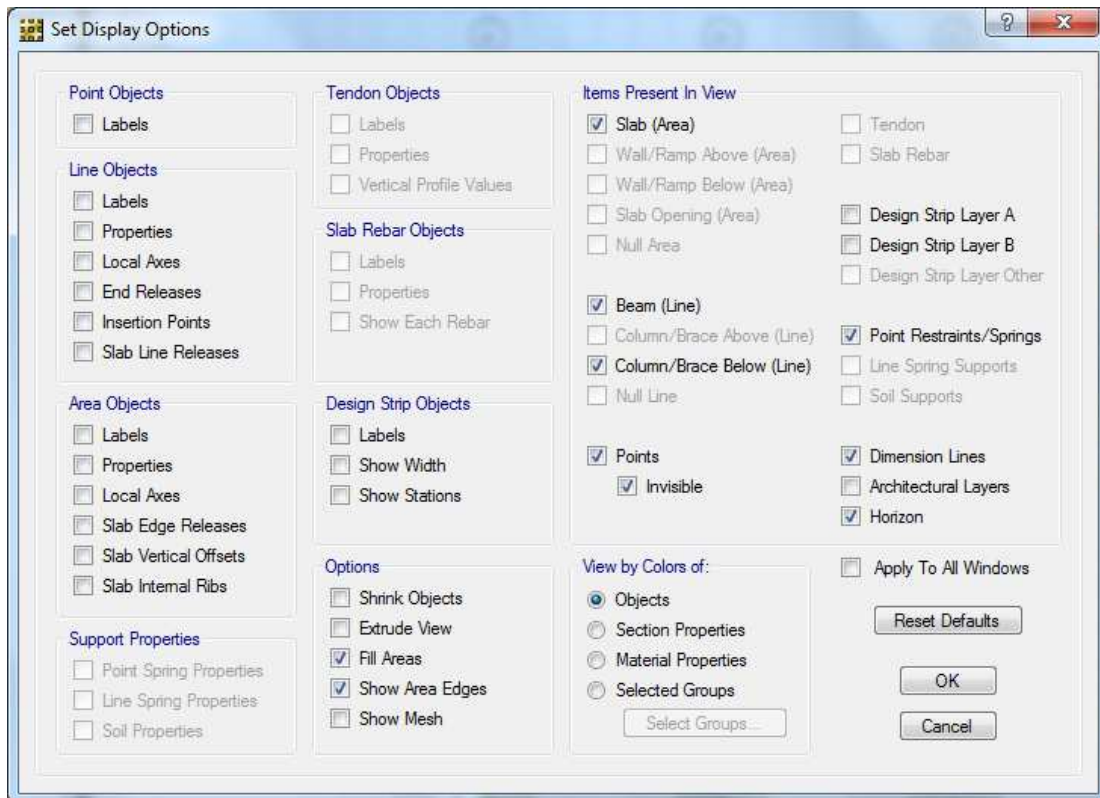 Set Display Options
Point Objects
Labels
Line Objects
Labels
Properties
Local Axes
End Releases
Insertion Points
Slab Line Releases
Area Objects
Labels
Properties
Local Axes
Slab Edge Releases
Slab Vertical Offsets
Slab Internal Ribs
Support Properties
Point Spring Properties
Line Spring Properties
Soil Properties
Tendon Objects
Labels
Properties
Vertical Profile Values
Slab Rebar Objects
Labels
Properties
Show Each Rebar
Design Strip Objects
Labels
Show Width
Show Stations
Options
Shrink Objects
Extrude View
Fill Areas
Show Area Edges
Show Mesh
Items Present In View
Slab (Area)
Wall/Ramp Above (Area)
Wall/Ramp Below (Area)
Slab Opening (Area)
Null Area
Beam (Line)
Column/Brace Above (Line)
Column/Brace Below (Line)
Null Line
Points
Invisible
Tendon
Slab Rebar
Design Strip Layer A
Design Strip Layer B
Design Strip Layer Other
Point Restraints/Springs
Line Spring Supports
Soil Supports
Dimension Lines
Architectural Layers
Horizon
View by Colors of:
Objects
Section Properties
Material Properties
Selected Groups
Select Groups...
Apply To All Windows
Reset Defaults
OK
Cancel